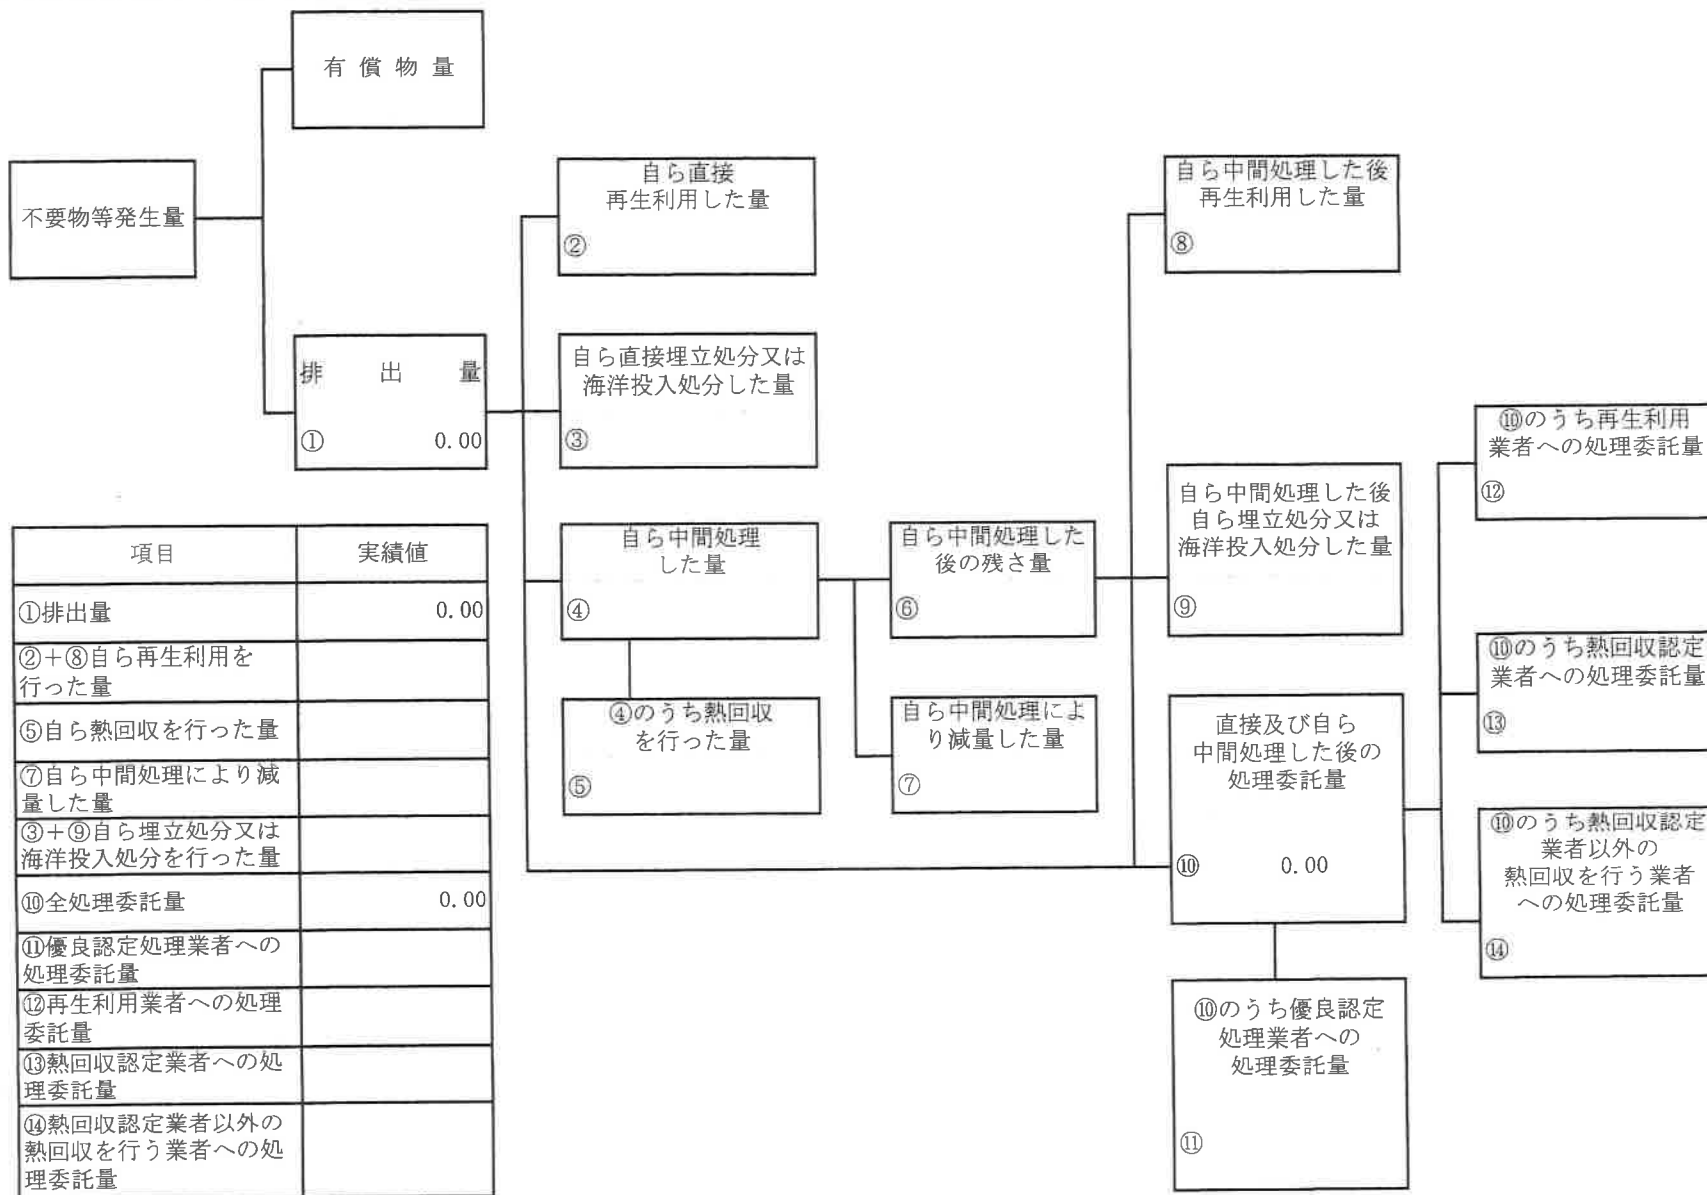 有償物量
不要物等発生量
排出量
① 0.00
自ら直接
再生利用した量
②
自ら直接埋立処分又は
海洋投入処分した量
③
自ら中間処理
した量
④
④のうち熱回収
を行った量
⑤
自ら中間処理した
後の残さ量
⑥
自ら中間処理によ
り減量した量
⑦
自ら中間処理した後
再生利用した量
⑧
自ら中間処理した後
自ら埋立処分又は
海洋投入処分した量
⑨
直接及び自ら
中間処理した後の
処理委託量
⑩ 0.00
⑩のうち優良認定
処理業者への
処理委託量
⑪
⑩のうち再生利用
業者への処理委託量
⑫
⑩のうち熱回収認定
業者への処理委託量
⑬
⑩のうち熱回収認定
業者以外の
熱回収を行う業者
への処理委託量
⑭
項目 実績値
①排出量 0.00
②+⑧自ら再生利用を
行った量
⑤自ら熱回収を行った量
⑦自ら中間処理により減
量した量
③+⑨自ら埋立処分又は
海洋投入処分を行った量
⑩全処理委託量 0.00
⑪優良認定処理業者への
処理委託量
⑫再生利用業者への処理
委託量
⑬熱回収認定業者への処
理委託量
⑭熱回収認定業者以外の
熱回収を行う業者への処
理委託量